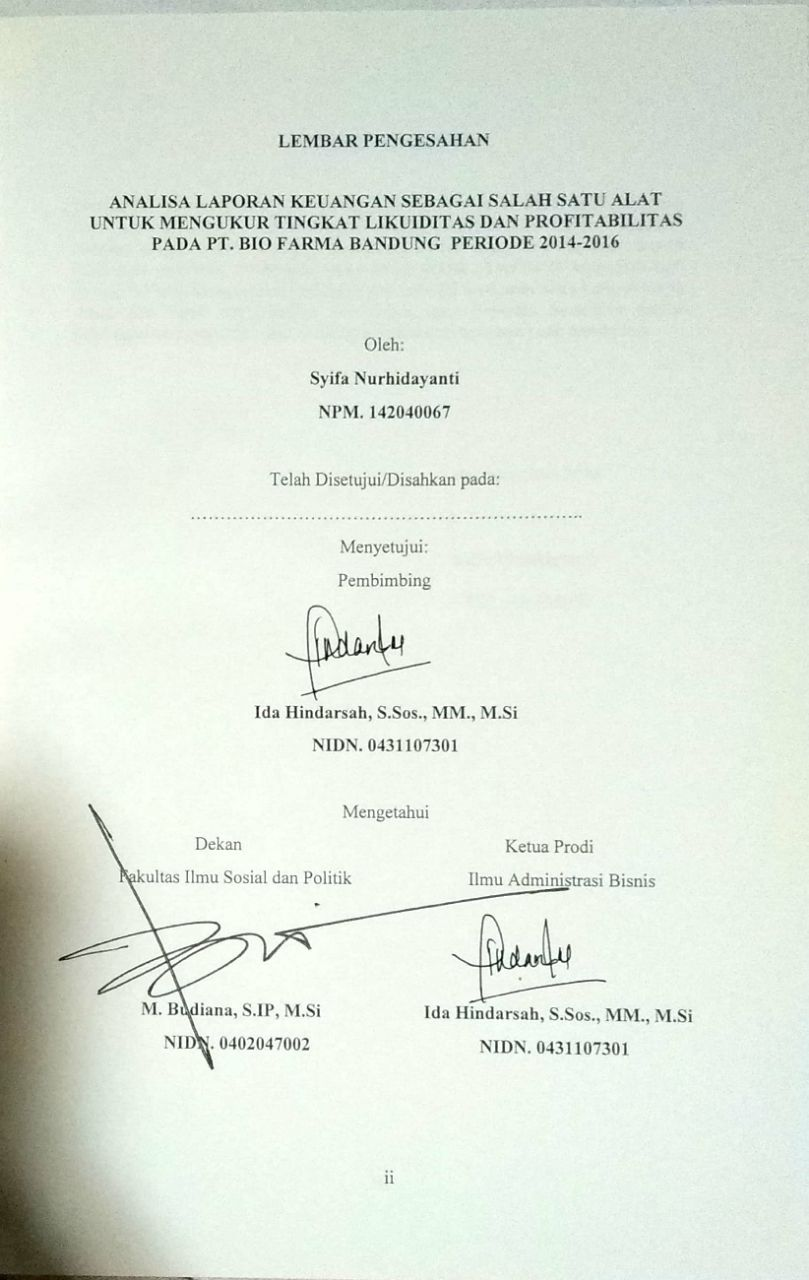 LEMBAR PENGESAHAN
ANALISA LAPORAN KEUANGAN SEBAGAI SALAH SATU ALAT
UNTUK MENGUKUR TINGKAT LIKUIDITAS DAN PROFITABILITAS
PADA PT. BIO FARMA BANDUNG PERIODE 2014-2016
Oleh:
Syifa Nurhidayanti
NPM. 142040067
Telah Disetujui/Disahkan pada:
................................................................................
Menyetujui:
Pembimbing
Ida Hindarsah, S.Sos., MM., M.Si
NIDN. 0431107301
Mengetahui
Dekan
Fakultas Ilmu Sosial dan Politik
M. Budiana, S.IP, M.Si
NIDN. 0402047002
Ketua Prodi
Ilmu Administrasi Bisnis
Ida Hindarsah, S.Sos., MM., M.Si
NIDN. 0431107301
ii